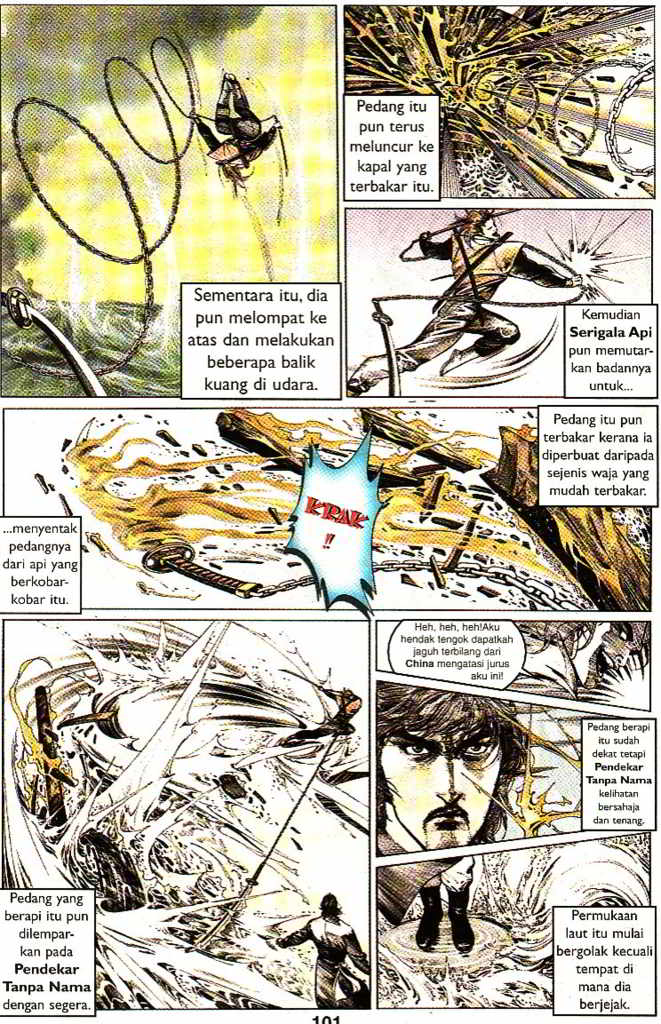 Sementara itu, dia
pun melompat ke
atas dan melakukan
beberapa balik
kuang di udara.
Pedang itu
pun terus
meluncur ke
kapal yang
terbakar itu.
Kemudian
Serigala Api
pun memutar-
kan badannya
untuk...
Pedang itu pun
terbakar kerana ia
diperbuat daripada
sejenis waja yang
mudah terbakar.
KRAK
!
...menyentak
pedangnya
dari api yang
berkobar-
kobar itu.
Pedang yang
berapi itu pun
dilempar-
kan pada
Pendekar
Tanpa Nama
dengan segera.
Heh, heh, heh!Aku
hendak tengok dapatkah
jaguh terbilang dari
China mengatasi jurus
aku ini!
Pedang berapi
itu sudah
dekat tetapi
Pendekar
Tanpa Nama
kelihatan
bersahaja
dan tenang.
Permukaan
laut itu mulai
bergolak kecuali
tempat di
mana dia
berjejak.
101